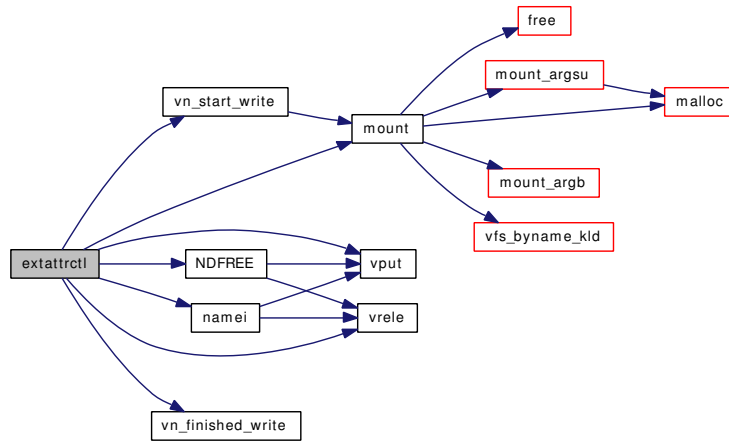 free
mount_argsu
vn_start_write
malloc
mount
mount_argb
vfs_byname_kld
extattrctl
NDFREE
vput
namei
vrele
vn_finished_write